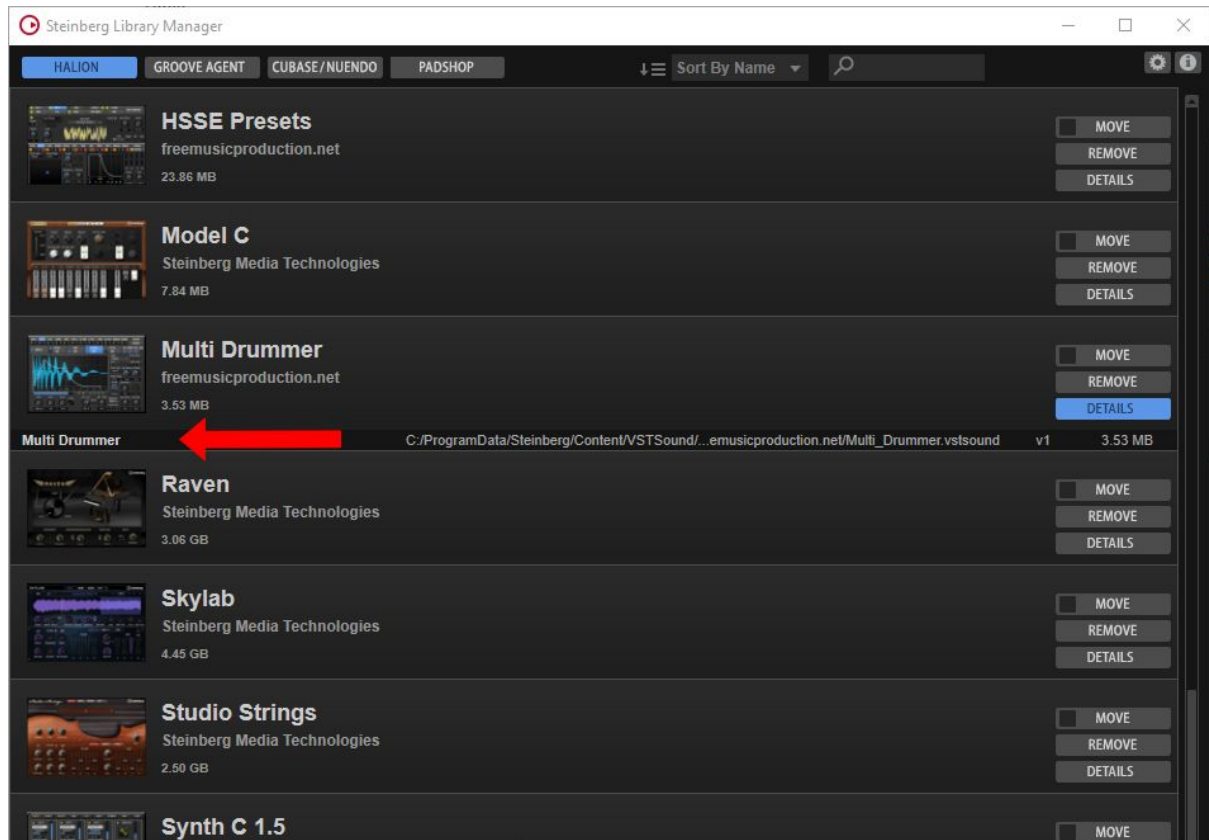 Steinberg Library Manager
HALION GROOVE AGENT CUBASE/NUENDO PADSHOP Sort By Name
HSSE Presets
freemusicproduction.net
23.86 MB
MOVE
REMOVE
DETAILS
Model C
Steinberg Media Technologies
7.84 MB
MOVE
REMOVE
DETAILS
Multi Drummer
freemusicproduction.net
3.53 MB
MOVE
REMOVE
DETAILS
Multi Drummer C:/ProgramData/Steinberg/Content/VSTSound/...emusicproduction.net/Multi_Drummer.vstsound v1 3.53 MB
Raven
Steinberg Media Technologies
3.06 GB
MOVE
REMOVE
DETAILS
Skylab
Steinberg Media Technologies
4.45 GB
MOVE
REMOVE
DETAILS
Studio Strings
Steinberg Media Technologies
2.50 GB
MOVE
REMOVE
DETAILS
Synth C 1.5
MOVE